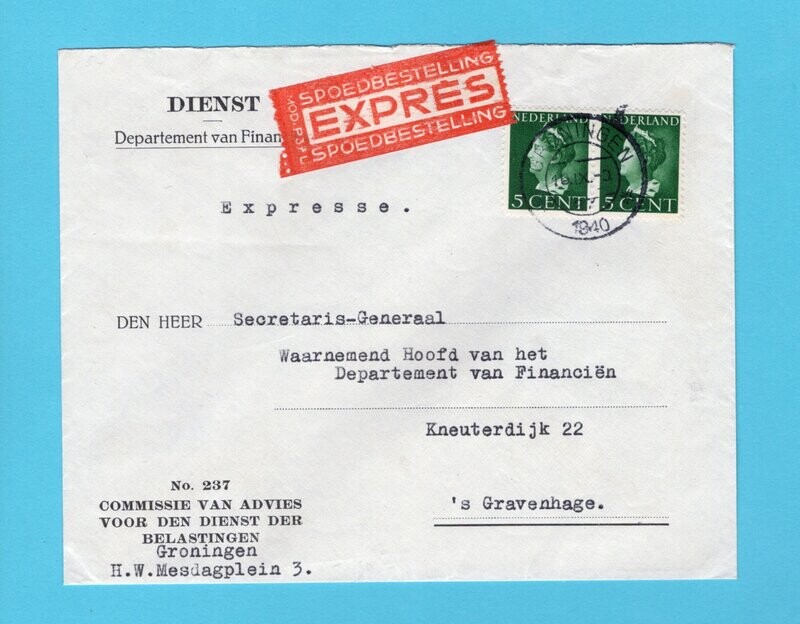 DIENST
Departement van Finan
SPOEDBESTELLING
EXPRES
SPOEDBESTELLING
NEDERLAND
5 CENT
NEDERLAND
5 CENT
1940
Expresse.
DEN HEER Secretaris-Generaal
Waarnemend Hoofd van het
Departement van Financiën
Kneuterdijk 22
's Gravenhage.
No. 237
COMMISSIE VAN ADVIES
VOOR DEN DIENST DER
BELASTINGEN
Groningen
H.W.Mesdagplein 3.